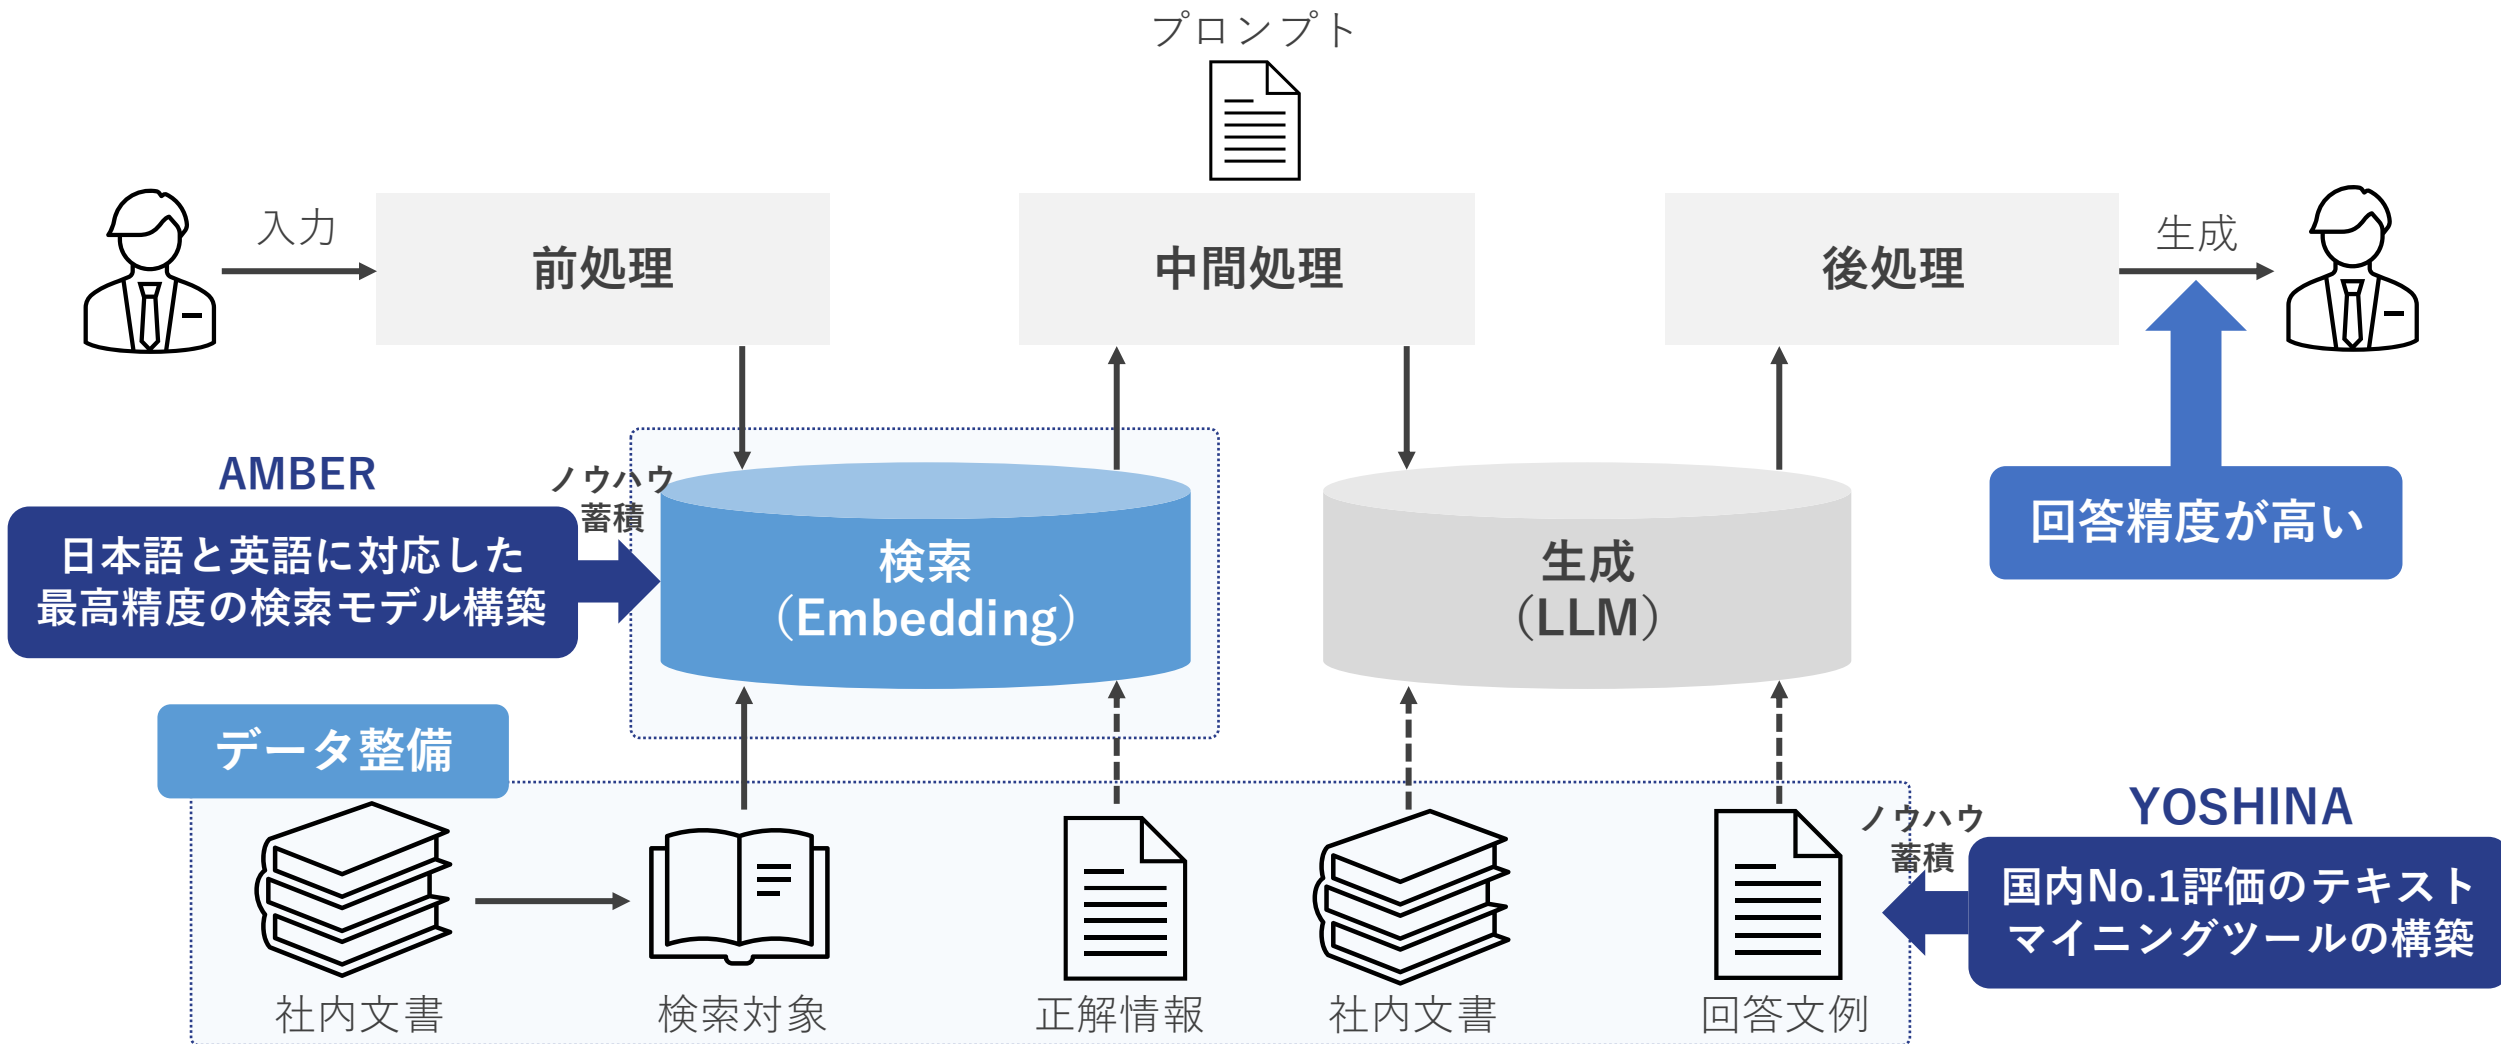 プロンプト
入力
前処理
中間処理
後処理
生成
AMBER
ノウハウ
蓄積
日本語と英語に対応した
最高精度の検索モデル構築
検索
（Embedding）
生成
（LLM）
回答精度が高い
データ整備
YOSHINA
ノウハウ
蓄積
国内No.1評価のテキスト
マイニングツールの構築
社内文書
検索対象
正解情報
社内文書
回答文例